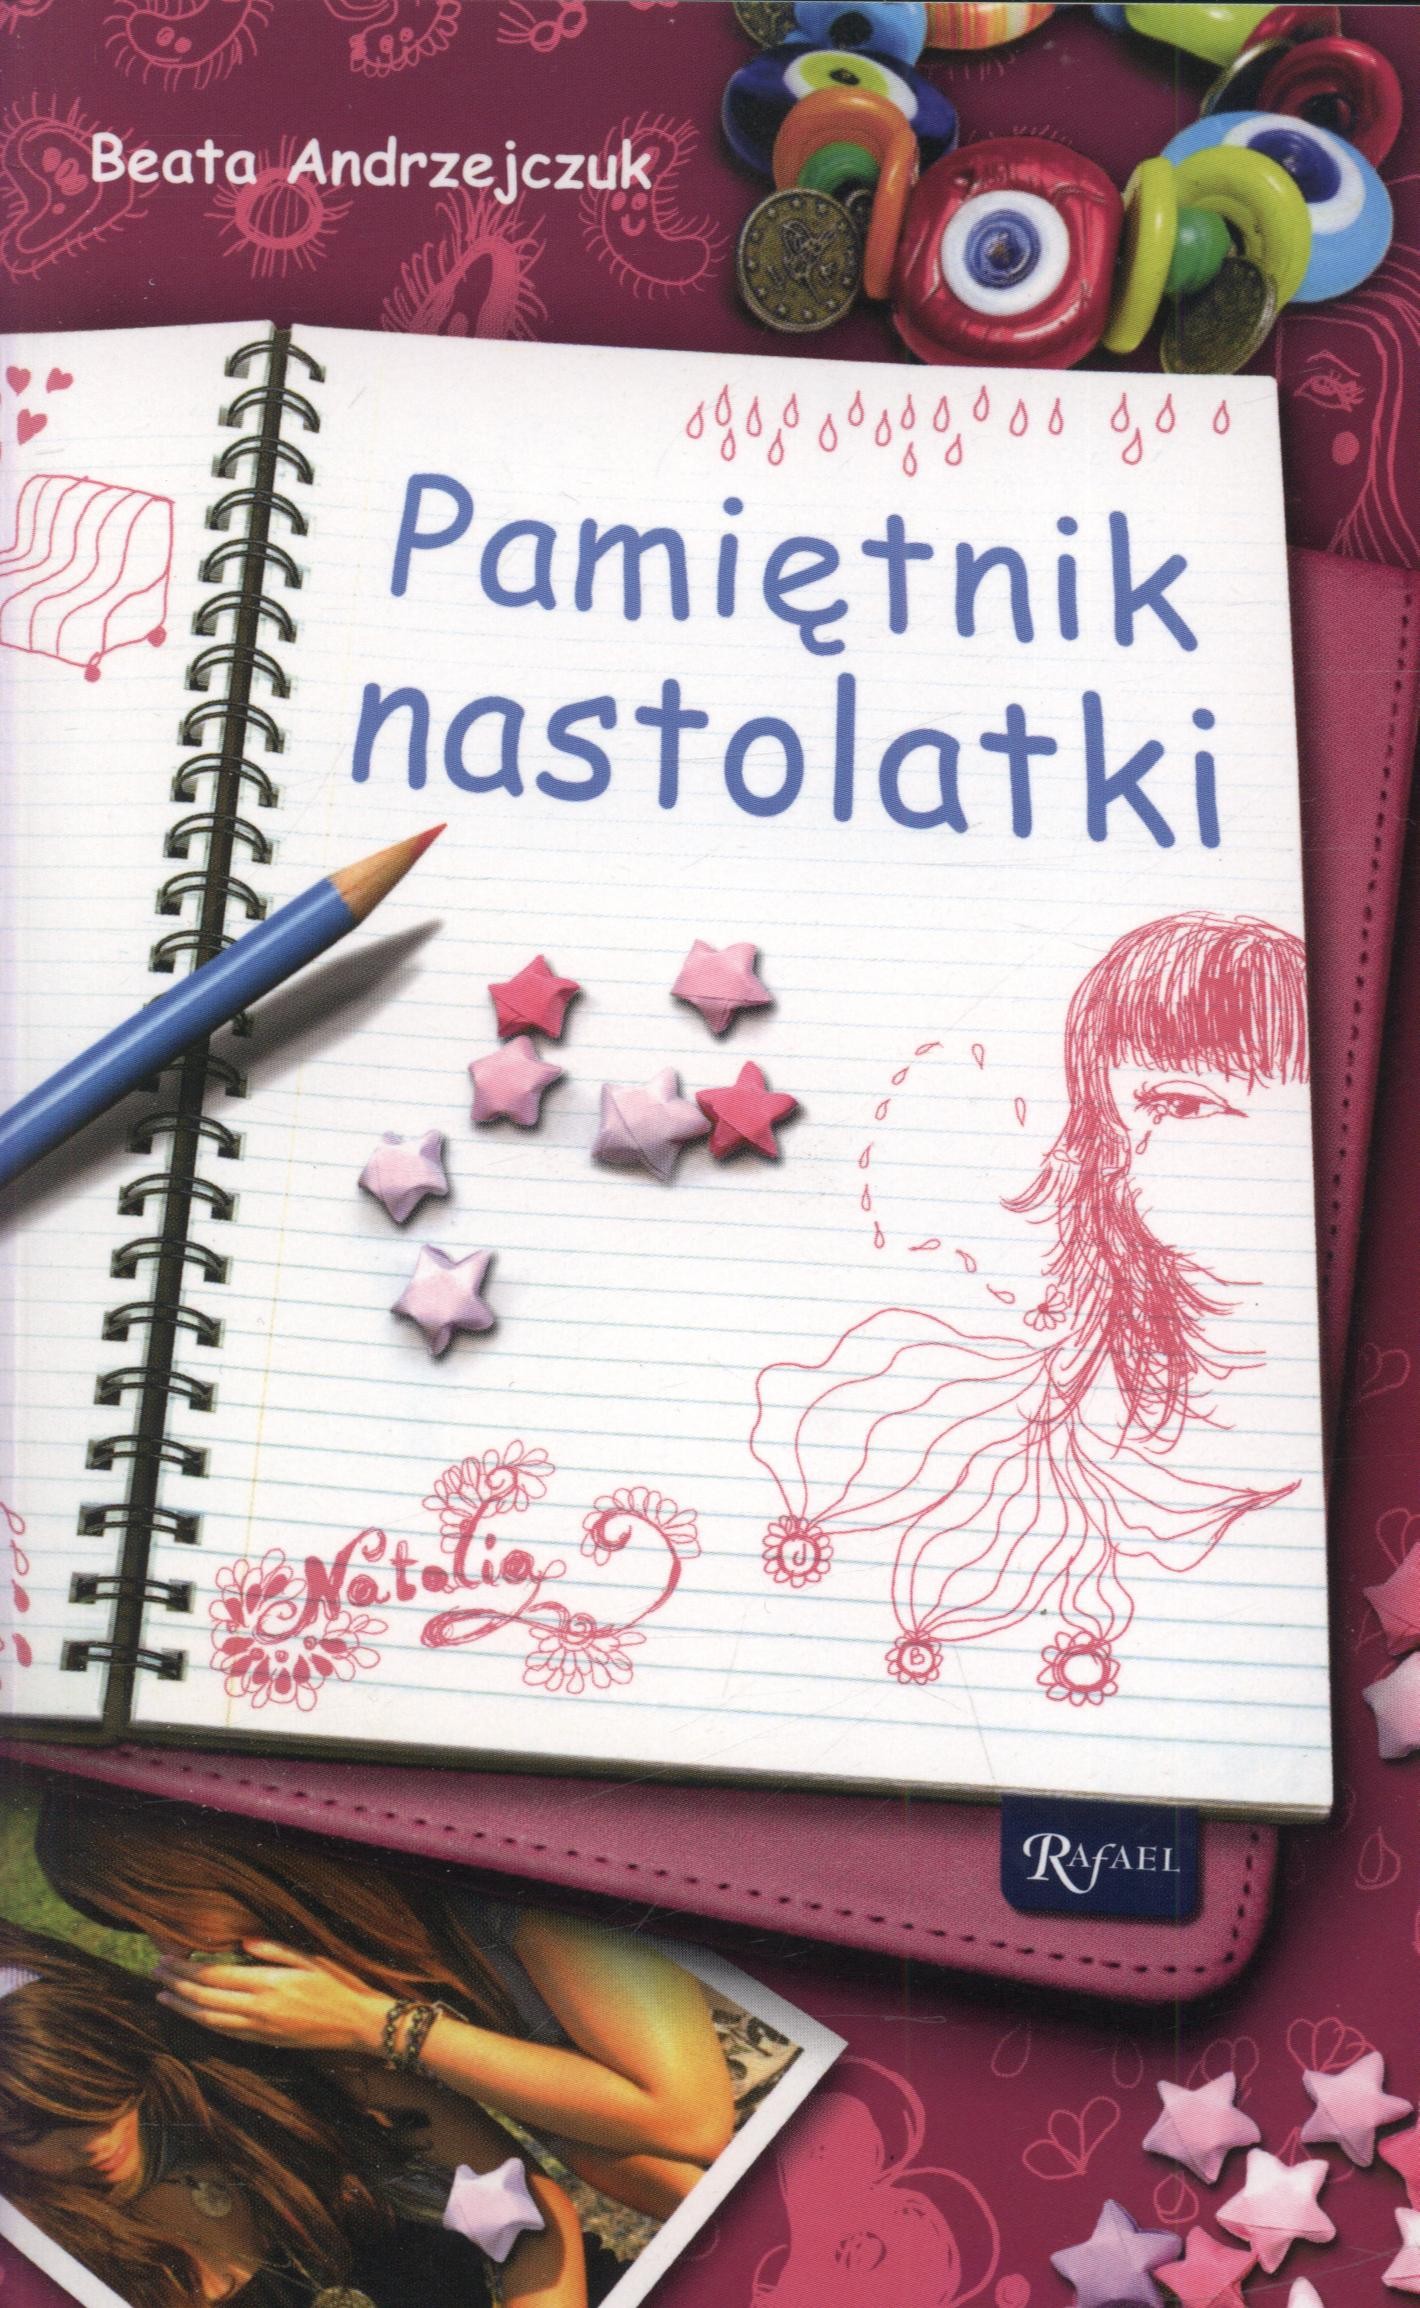 Beata Andrzejczuk
Pamiętnik
nastolatki
Natalia
J
B
RAfAEL